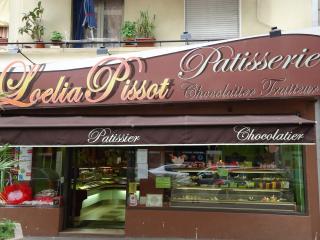 Loelia Pissot
Patisserie
Chocolatier Traiteur
Patissier
Chocolatier